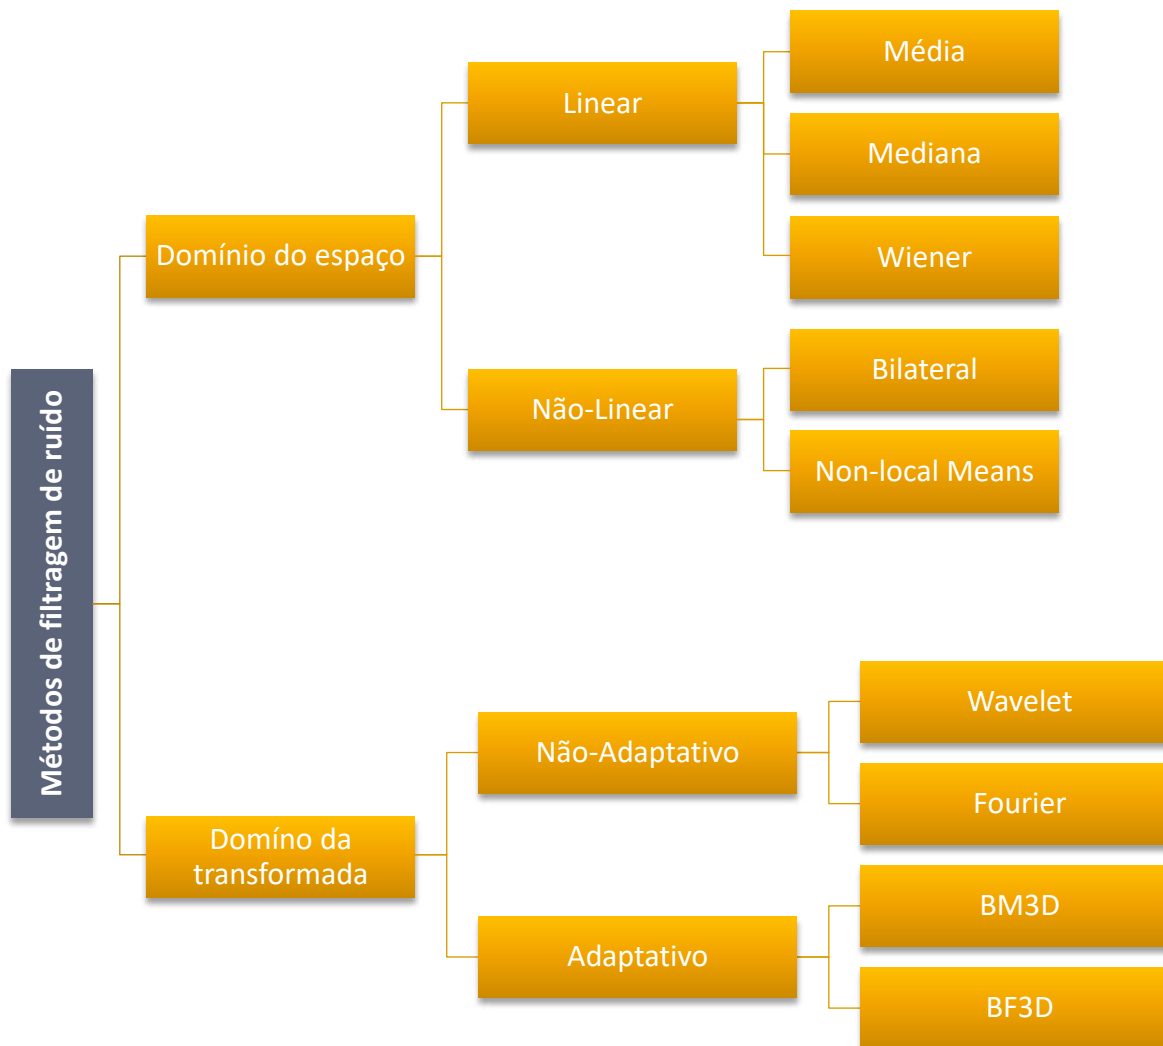 Métodos de filtragem de ruído
Domínio do espaço
Linear
Média
Mediana
Wiener
Não-Linear
Bilateral
Non-local Means
Domíno da
transformada
Não-Adaptativo
Wavelet
Fourier
Adaptativo
BM3D
BF3D